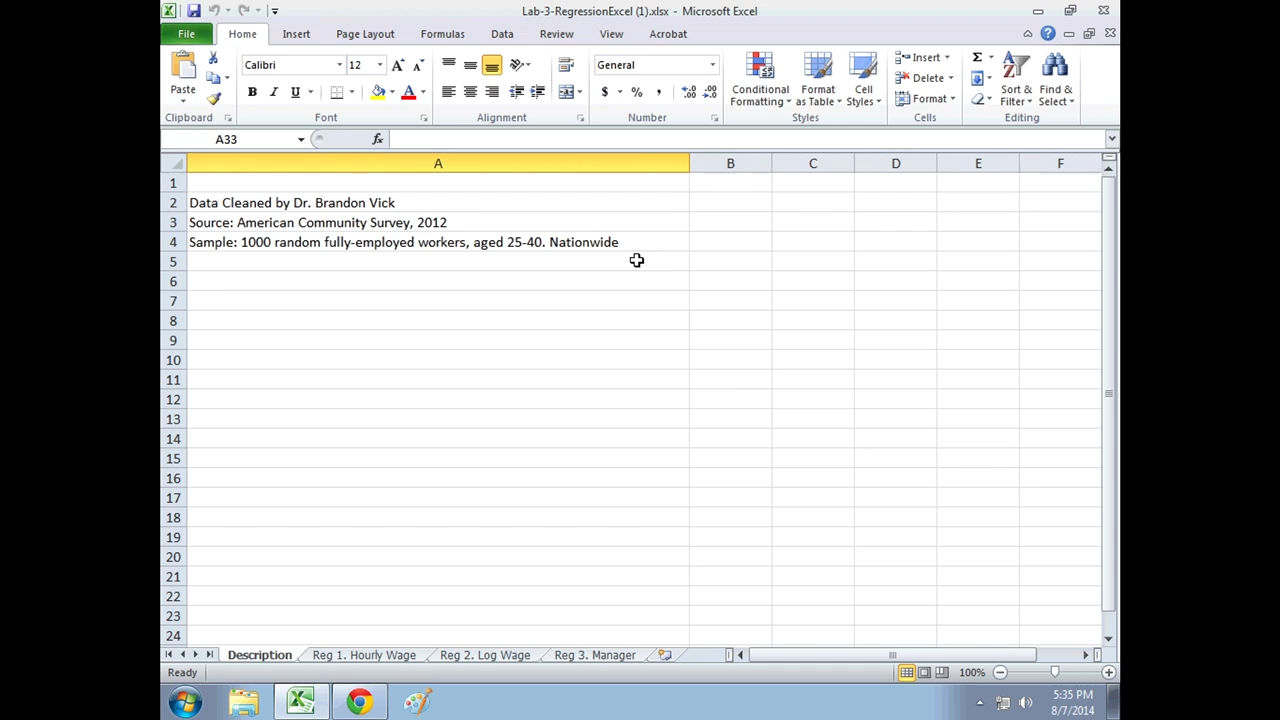 Lab-3-RegressionExcel (1).xlsx - Microsoft Excel
File Home Insert Page Layout Formulas Data Review View Acrobat
Paste
Calibri 12
B I U
General
$ % ,
Conditional Formatting
Format as Table
Cell Styles
Insert
Delete
Format
Sort & Filter
Find & Select
Clipboard Font Alignment Number Styles Cells Editing
A33 fx
A B C D E F
1
2 Data Cleaned by Dr. Brandon Vick
3 Source: American Community Survey, 2012
4 Sample: 1000 random fully-employed workers, aged 25-40. Nationwide
5
6
7
8
9
10
11
12
13
14
15
16
17
18
19
20
21
22
23
24
Description Reg 1. Hourly Wage Reg 2. Log Wage Reg 3. Manager
Ready 100%
5:35 PM
8/7/2014